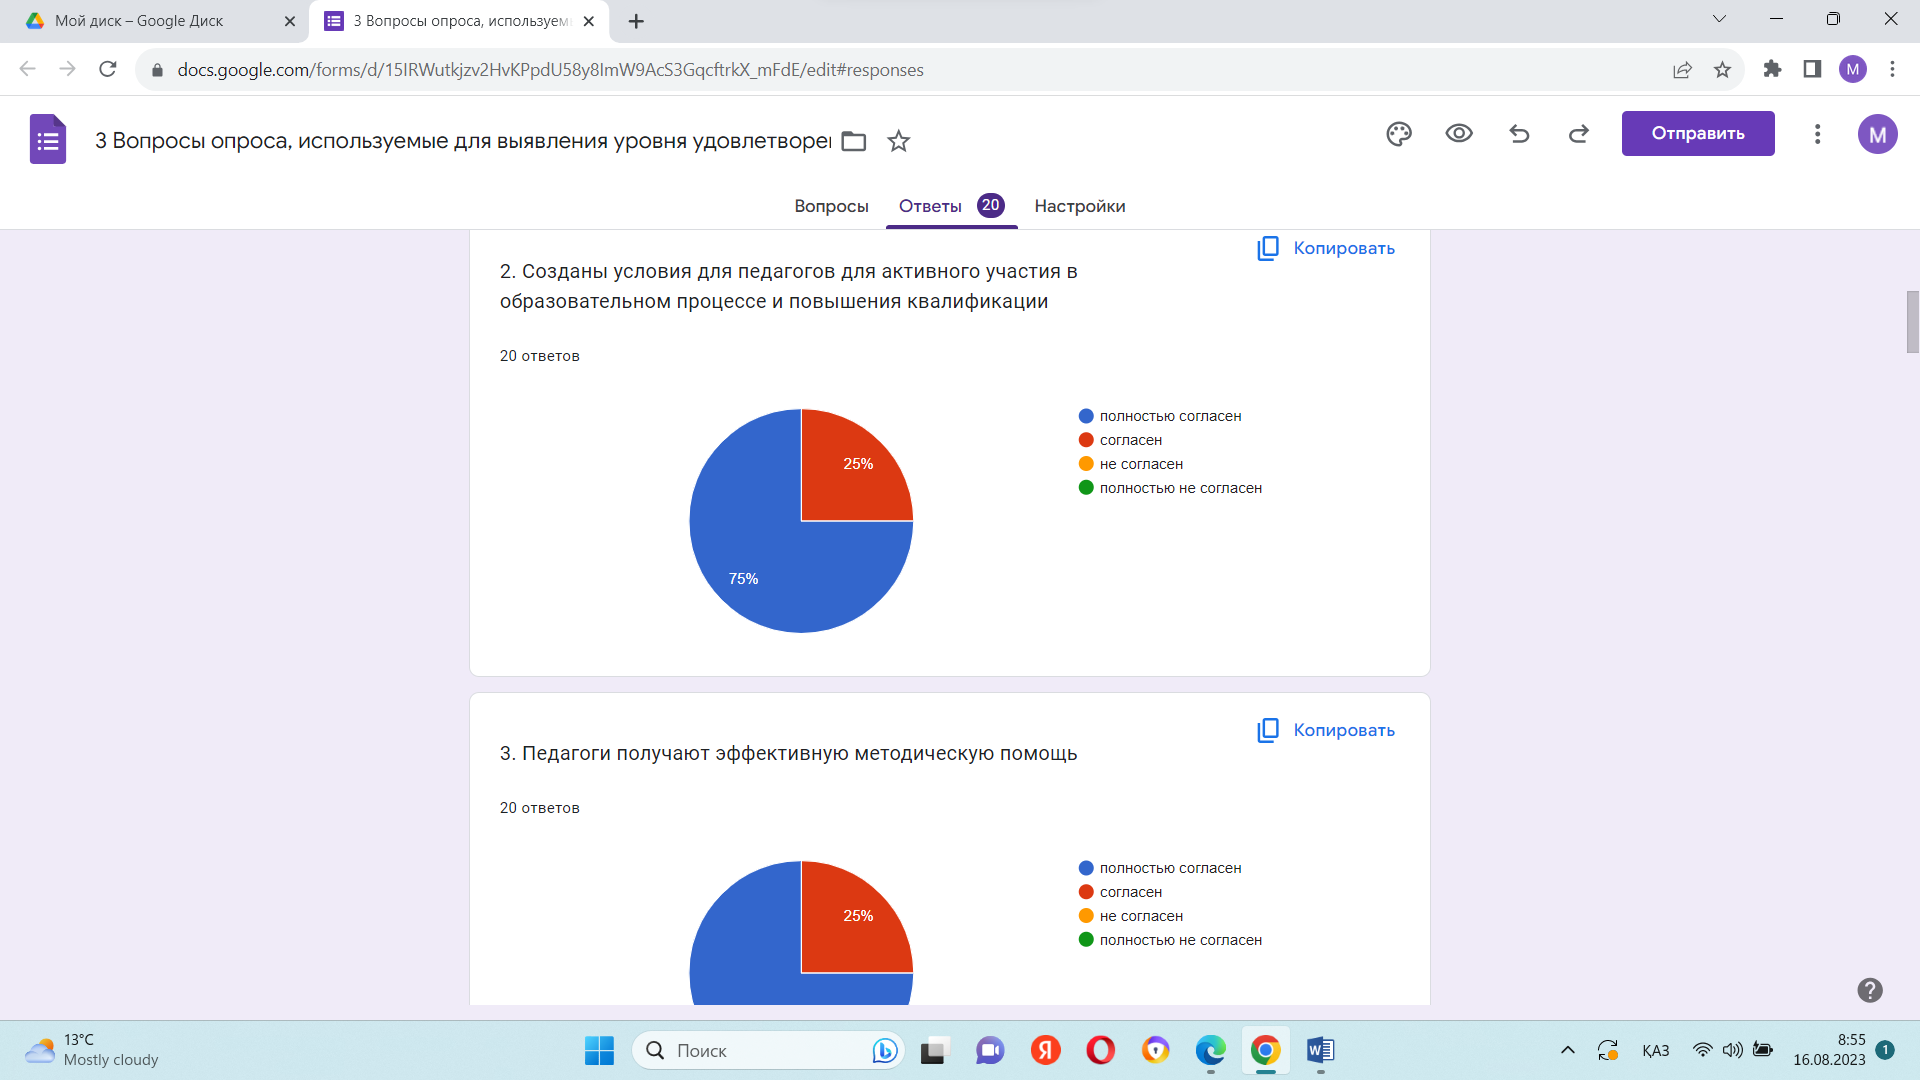 Мой диск – Google Диск
3 Вопросы опроса, используем
docs.google.com/forms/d/15IRWutkjzv2HvKPpdU58y8ImW9AcS3GqcftrkX_mFdE/edit#responses
M
3 Вопросы опроса, используемые для выявления уровня удовлетворен
Отправить
M
Вопросы
Ответы 20
Настройки
Копировать
2. Созданы условия для педагогов для активного участия в
образовательном процессе и повышения квалификации
20 ответов
полностью согласен
согласен
не согласен
полностью не согласен
25%
75%
Копировать
3. Педагоги получают эффективную методическую помощь
20 ответов
полностью согласен
согласен
не согласен
полностью не согласен
25%
13°C
Mostly cloudy
Поиск
ҚАЗ
8:55
16.08.2023
1